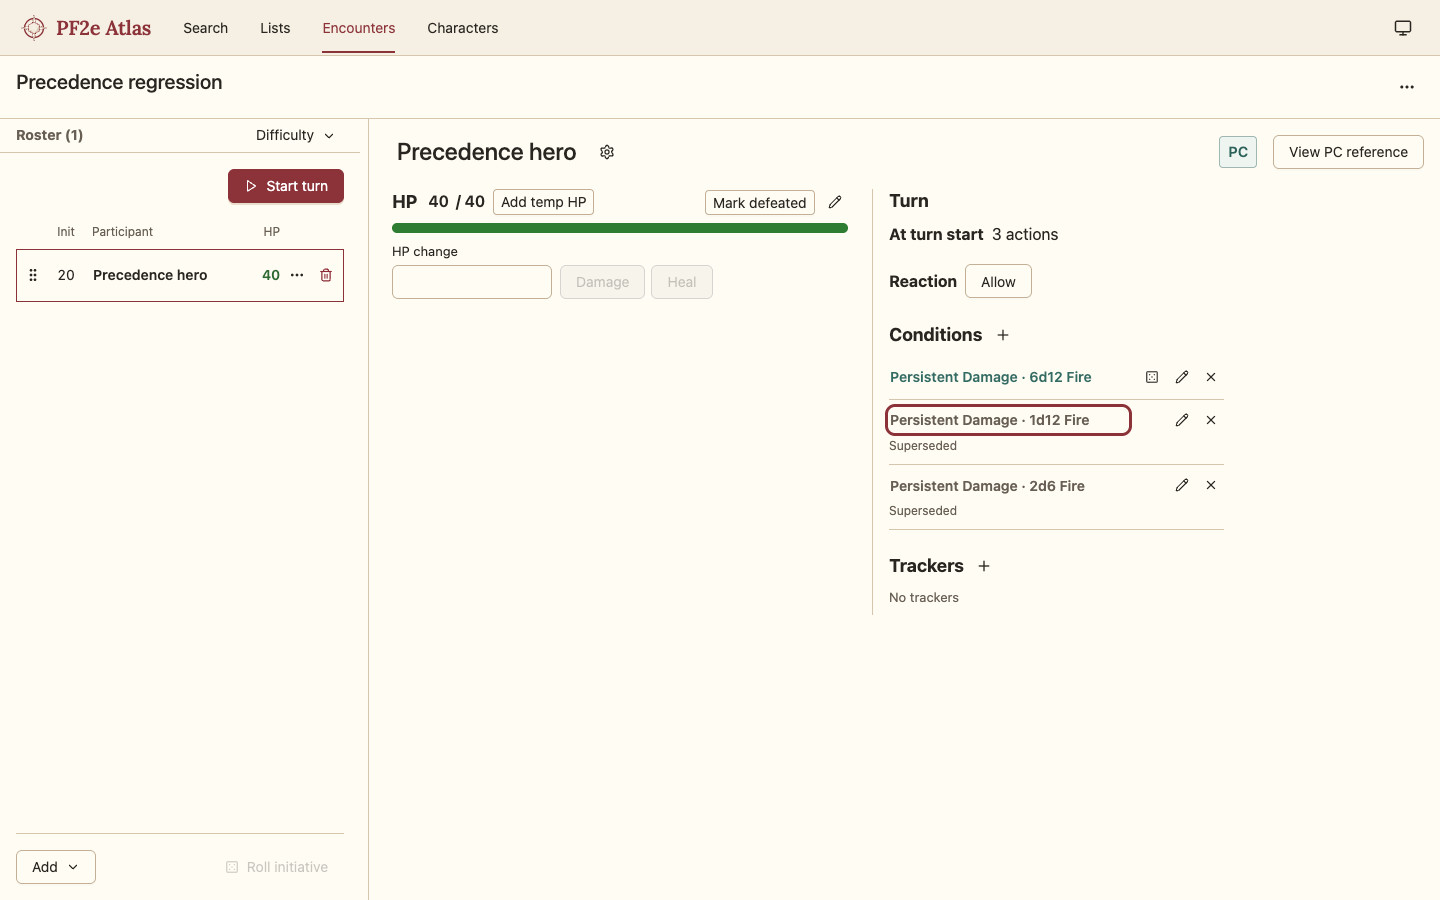 PF2e Atlas
Search
Lists
Encounters
Characters
Precedence regression
Roster (1)
Difficulty
Start turn
Init
Participant
HP
20
Precedence hero
40
Add
Roll initiative
Precedence hero
PC
View PC reference
HP 40 / 40
Add temp HP
Mark defeated
HP change
Damage
Heal
Turn
At turn start 3 actions
Reaction
Allow
Conditions
Persistent Damage · 6d12 Fire
Persistent Damage · 1d12 Fire
Superseded
Persistent Damage · 2d6 Fire
Superseded
Trackers
No trackers